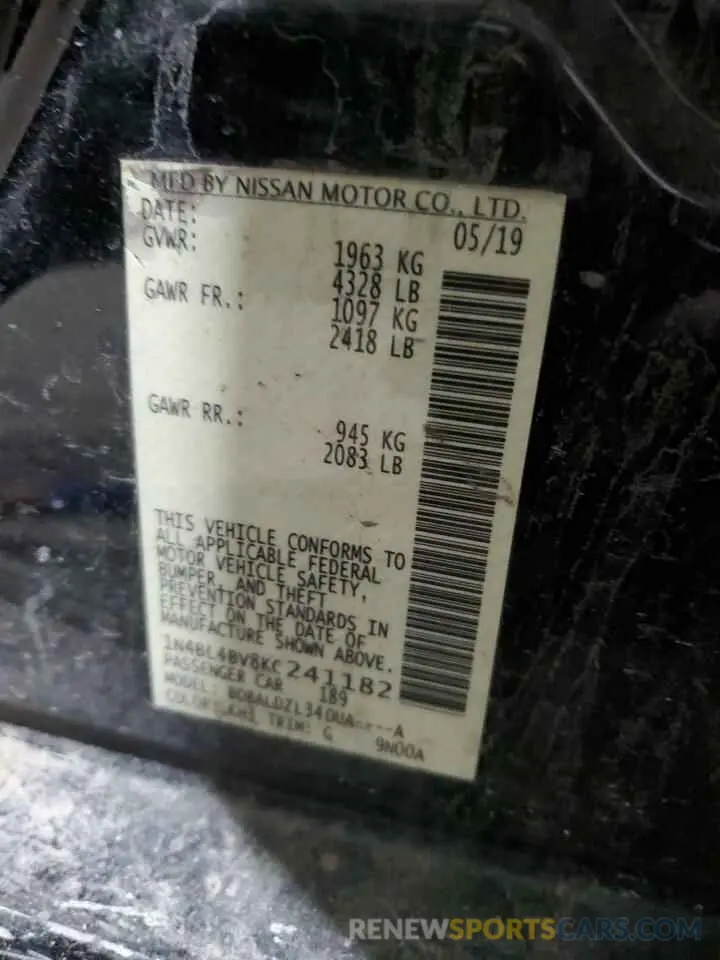 MFD BY NISSAN MOTOR CO., LTD.
DATE: 05/19
GVWR: 1963 KG
4328 LB
GAWR FR.: 1097 KG
2418 LB
GAWR RR.: 945 KG
2083 LB
THIS VEHICLE CONFORMS TO
ALL APPLICABLE FEDERAL
MOTOR VEHICLE SAFETY,
BUMPER, AND THEFT
PREVENTION STANDARDS IN
EFFECT ON THE DATE OF
MANUFACTURE SHOWN ABOVE.
1N4BL4BV8KC241182
PASSENGER CAR 189
MODEL: A
COLOR: TRIM: G 9N00A
RENEWSPORTSCARS.COM